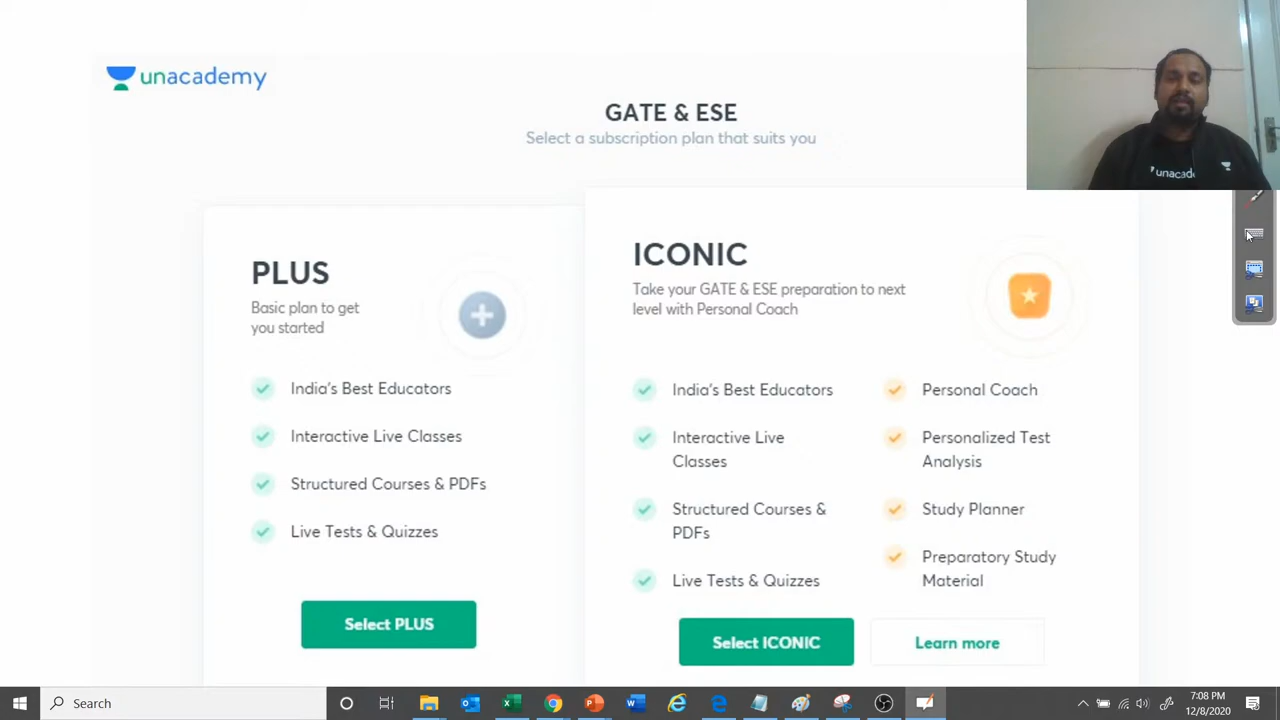 unacademy
GATE & ESE
Select a subscription plan that suits you
unacade
PLUS
Basic plan to get
you started
India's Best Educators
Interactive Live Classes
Structured Courses & PDFs
Live Tests & Quizzes
Select PLUS
ICONIC
Take your GATE & ESE preparation to next
level with Personal Coach
India's Best Educators
Interactive Live
Classes
Structured Courses &
PDFs
Live Tests & Quizzes
Personal Coach
Personalized Test
Analysis
Study Planner
Preparatory Study
Material
Select ICONIC
Learn more
Search
7:08 PM
12/8/2020